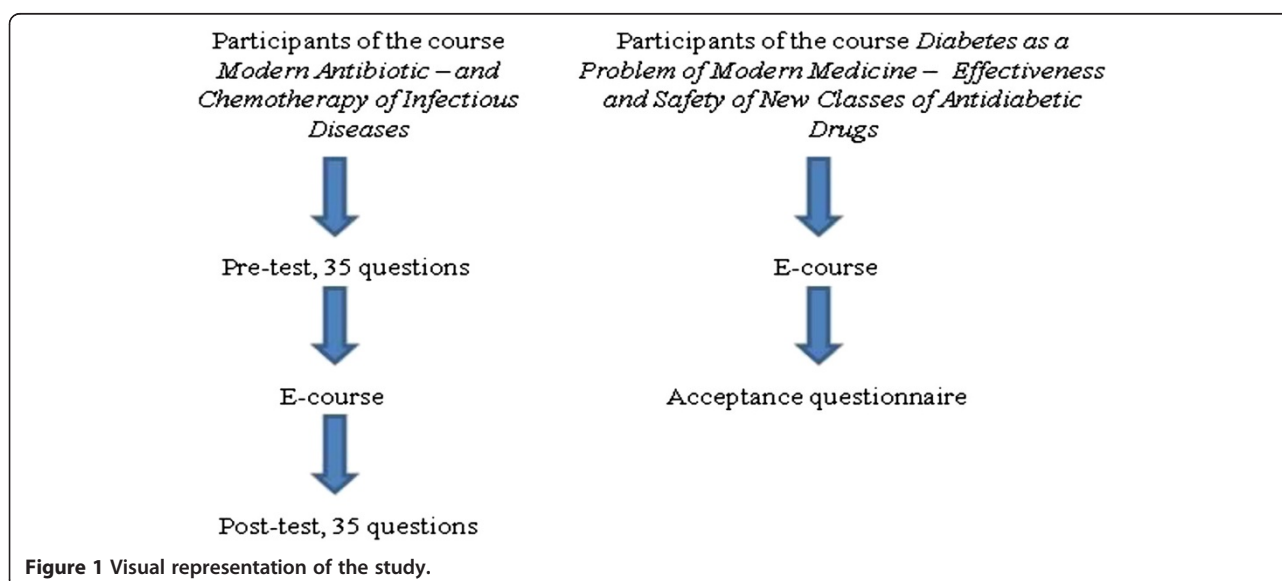 Participants of the course
Modern Antibiotic – and
Chemotherapy of Infectious
Diseases
Pre-test, 35 questions
E-course
Post-test, 35 questions
Participants of the course Diabetes as a
Problem of Modern Medicine – Effectiveness
and Safety of New Classes of Antidiabetic
Drugs
E-course
Acceptance questionnaire
Figure 1 Visual representation of the study.